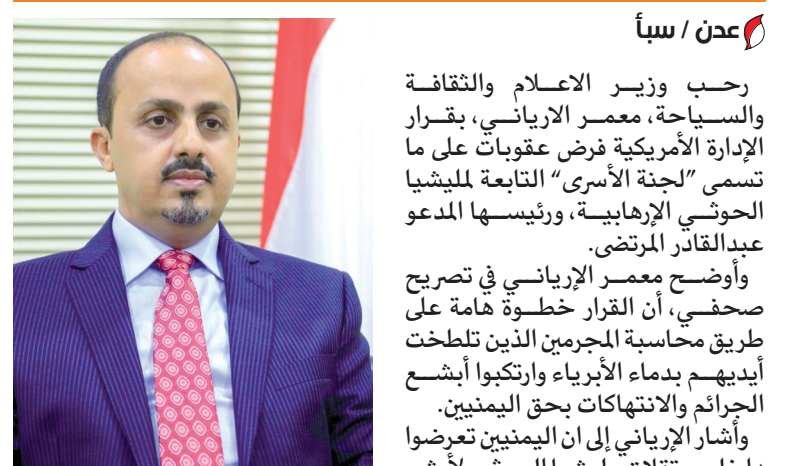 عدن / سبأ
رحب وزير الاعلام والثقافة
والسياحة، معمر الارياني، بقرار
الإدارة الأمريكية فرض عقوبات على ما
تسمى "لجنة الأسرى" التابعة لمليشيا
الحوثي الإرهابية، ورئيسها المدعو
عبدالقادر المرتضى.
وأوضح معمر الإرياني في تصريح
صحفي، أن القرار خطوة هامة على
طريق محاسبة المجرمين الذين تلطخت
أيديهم بدماء الأبرياء وارتكبوا أبشع
الجرائم والانتهاكات بحق اليمنيين.
وأشار الإرياني إلى ان اليمنيين تعرضوا